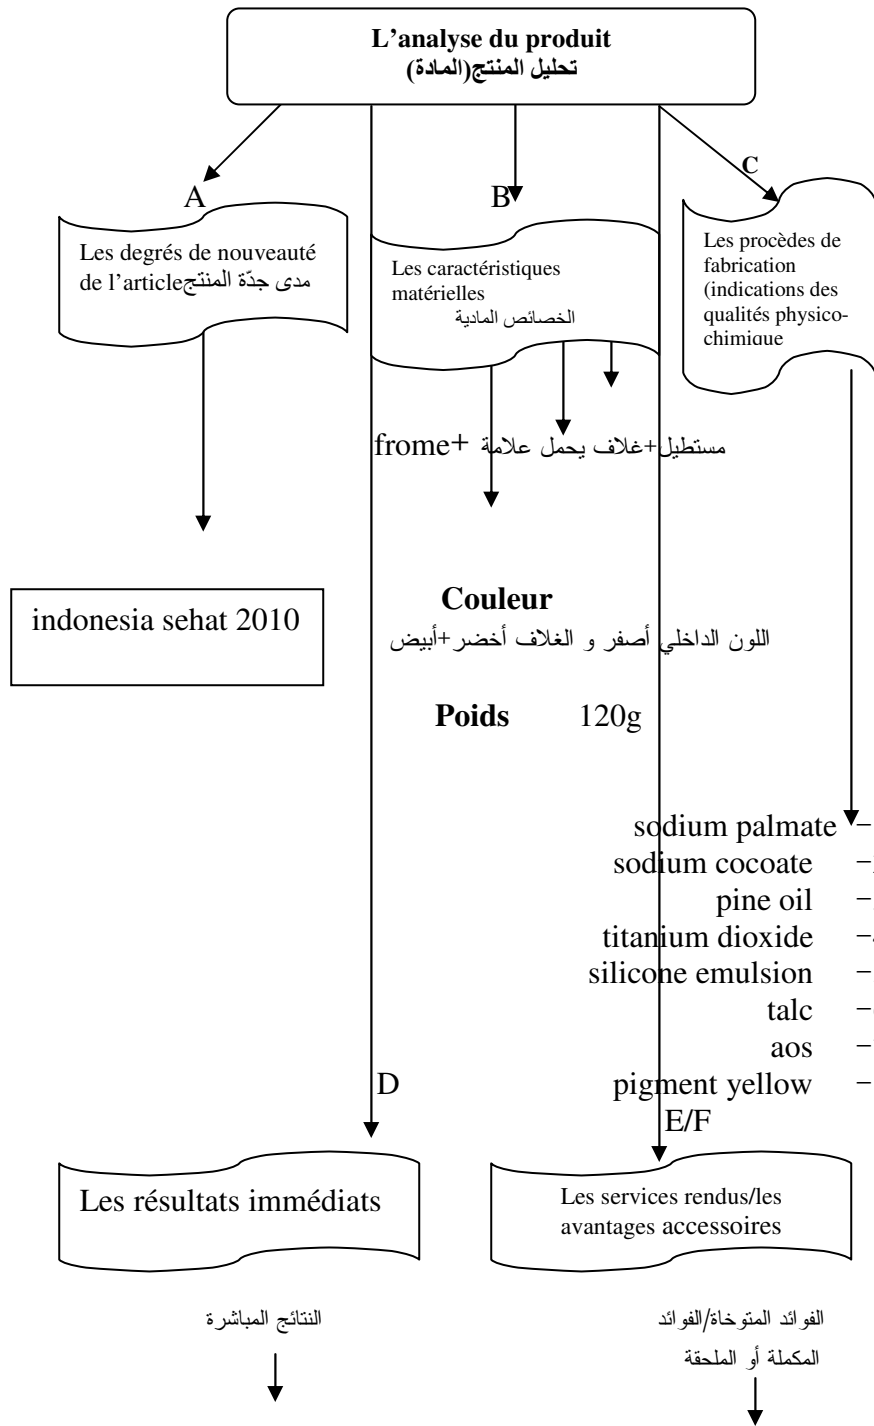 L'analyse du produit
تحليل المنتج(المادة)
A
B
C
Les degrés de nouveauté
de l'article مدى جدّة المنتج
Les caractéristiques
matérielles
الخصائص المادية
Les procèdes de
fabrication
(indications des
qualités physico-
chimique
frome+ مستطيل+غلاف يحمل علامة
indonesia sehat 2010
Couleur
اللون الداخلي أصفر و الغلاف أخضر+أبيض
Poids 120g
sodium palmate –
sodium cocoate –
pine oil –
titanium dioxide –
silicone emulsion –
talc –
aos –
pigment yellow –
D
E/F
Les résultats immédiats
Les services rendus/les
avantages accessoires
النتائج المباشرة
الفوائد المتوخاة/الفوائد
المكملة أو الملحقة